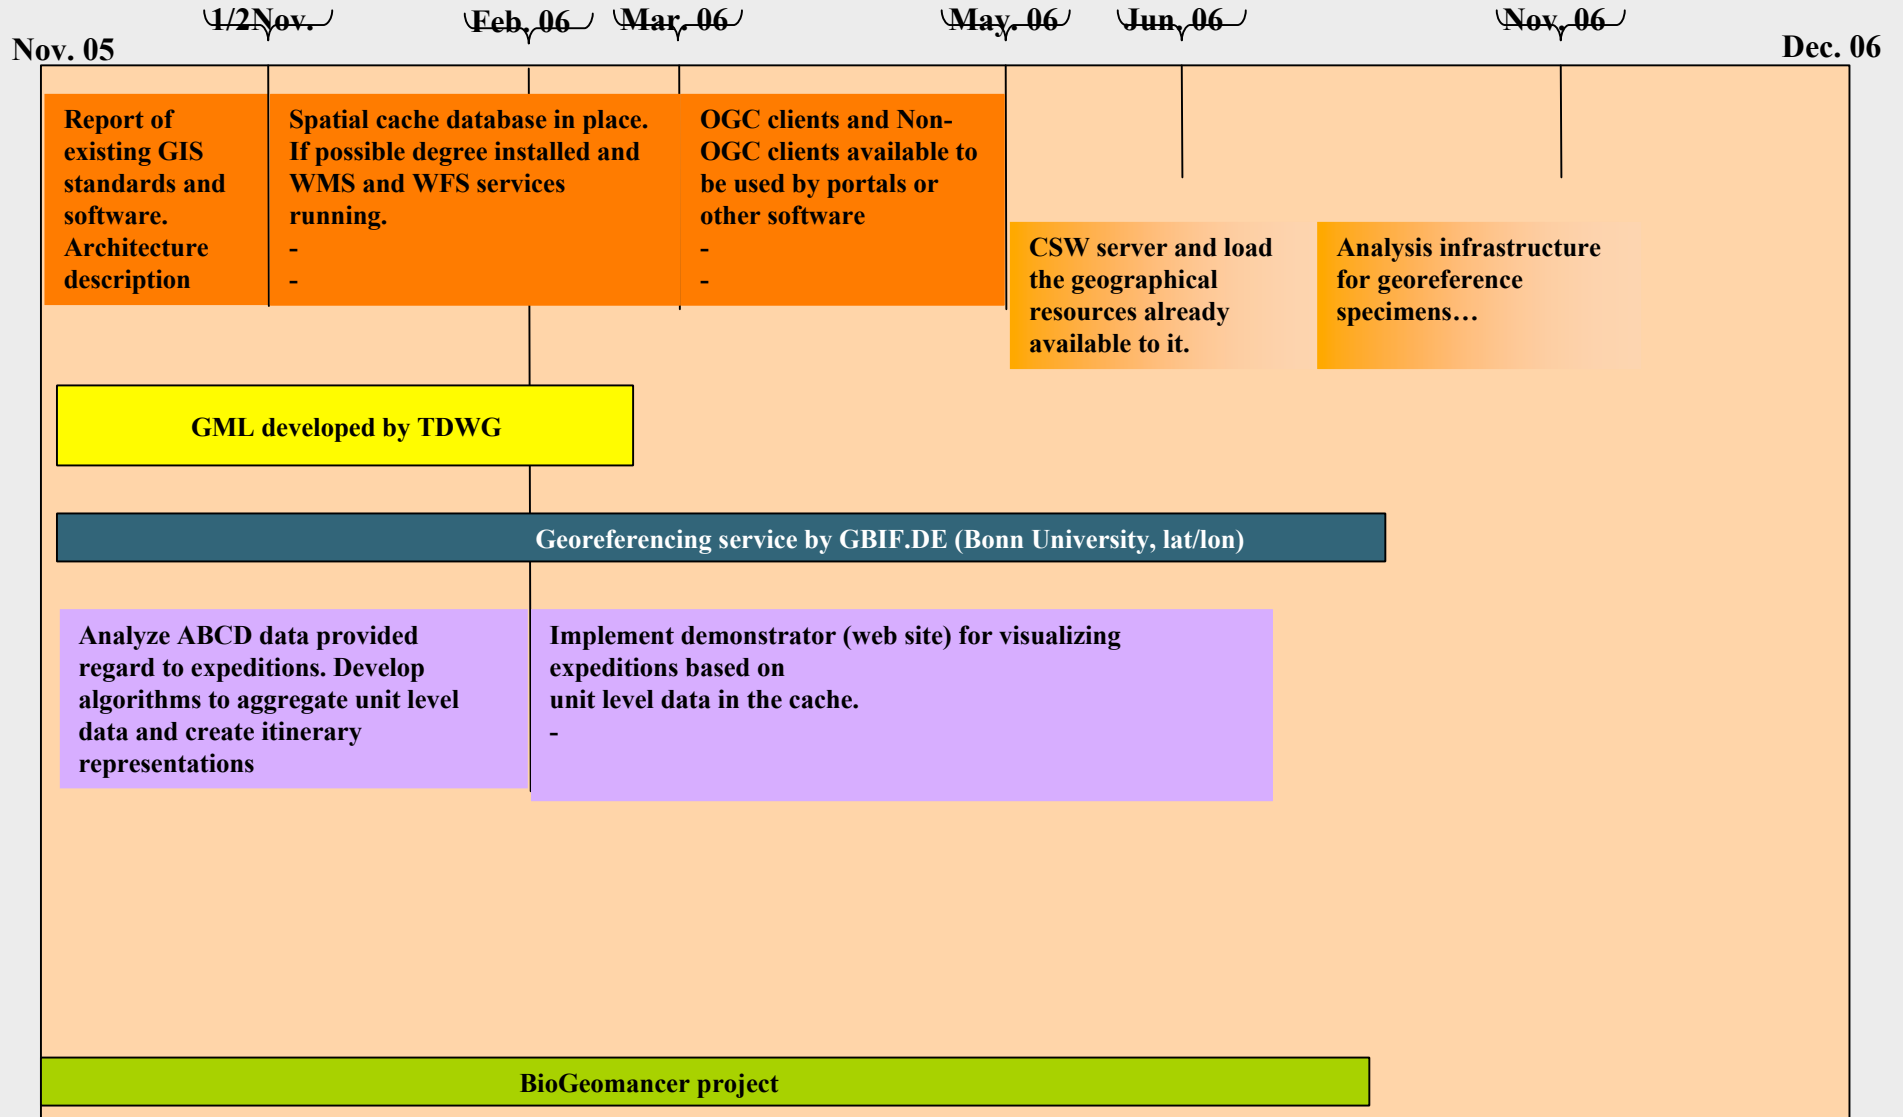 1/2Nov.
Feb. 06
Mar. 06
May. 06
Jun. 06
Nov. 06
Nov. 05
Dec. 06
Report of
existing GIS
standards and
software.
Architecture
description
Spatial cache database in place.
If possible degree installed and
WMS and WFS services
running.
-
-
OGC clients and Non-
OGC clients available to
be used by portals or
other software
-
-
CSW server and load
the geographical
resources already
available to it.
Analysis infrastructure
for georeference
specimens…
GML developed by TDWG
Georeferencing service by GBIF.DE (Bonn University, lat/lon)
Analyze ABCD data provided
regard to expeditions. Develop
algorithms to aggregate unit level
data and create itinerary
representations
Implement demonstrator (web site) for visualizing
expeditions based on
unit level data in the cache.
-
BioGeomancer project